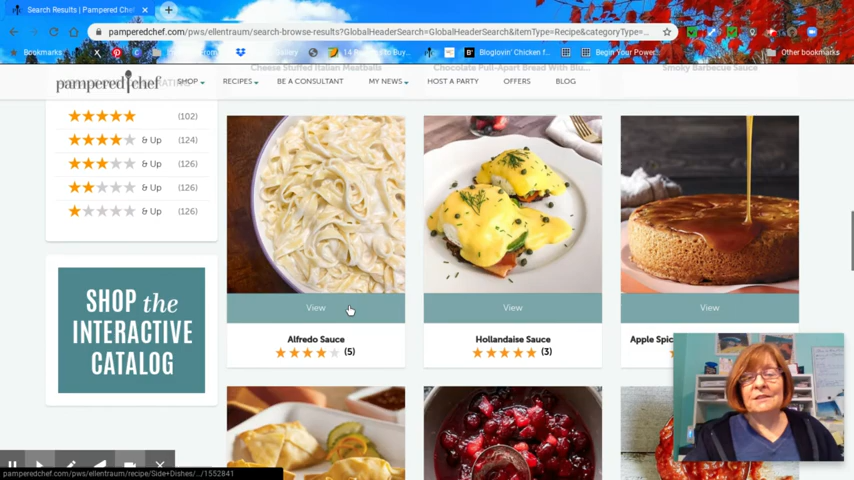 Search Results | Pampered Chef
pamperedchef.com/pws/ellentraum/search-browse-results?GlobalHeaderSearch=GlobalHeaderSearch&itemType=Recipe&categoryType=...
Bookmarks
14
Buy...
Bloglovin' Chicken f...
Begin Your Power...
Other bookmarks
Cheese Stuffed Italian Meatballs
Chocolate Pull-Apart Bread With Blu...
Smoky Barbecue Sauce
pampered chef
SHOP
RECIPES
BE A CONSULTANT
MY NEWS
HOST A PARTY
OFFERS
BLOG
(102)
& Up (124)
& Up (126)
& Up (126)
& Up (126)
SHOP the
INTERACTIVE
CATALOG
View
View
View
Alfredo Sauce
(5)
Hollandaise Sauce
(3)
Apple Spic
pamperedchef.com/pws/ellentraum/recipe/Side+Dishes/.../1552841